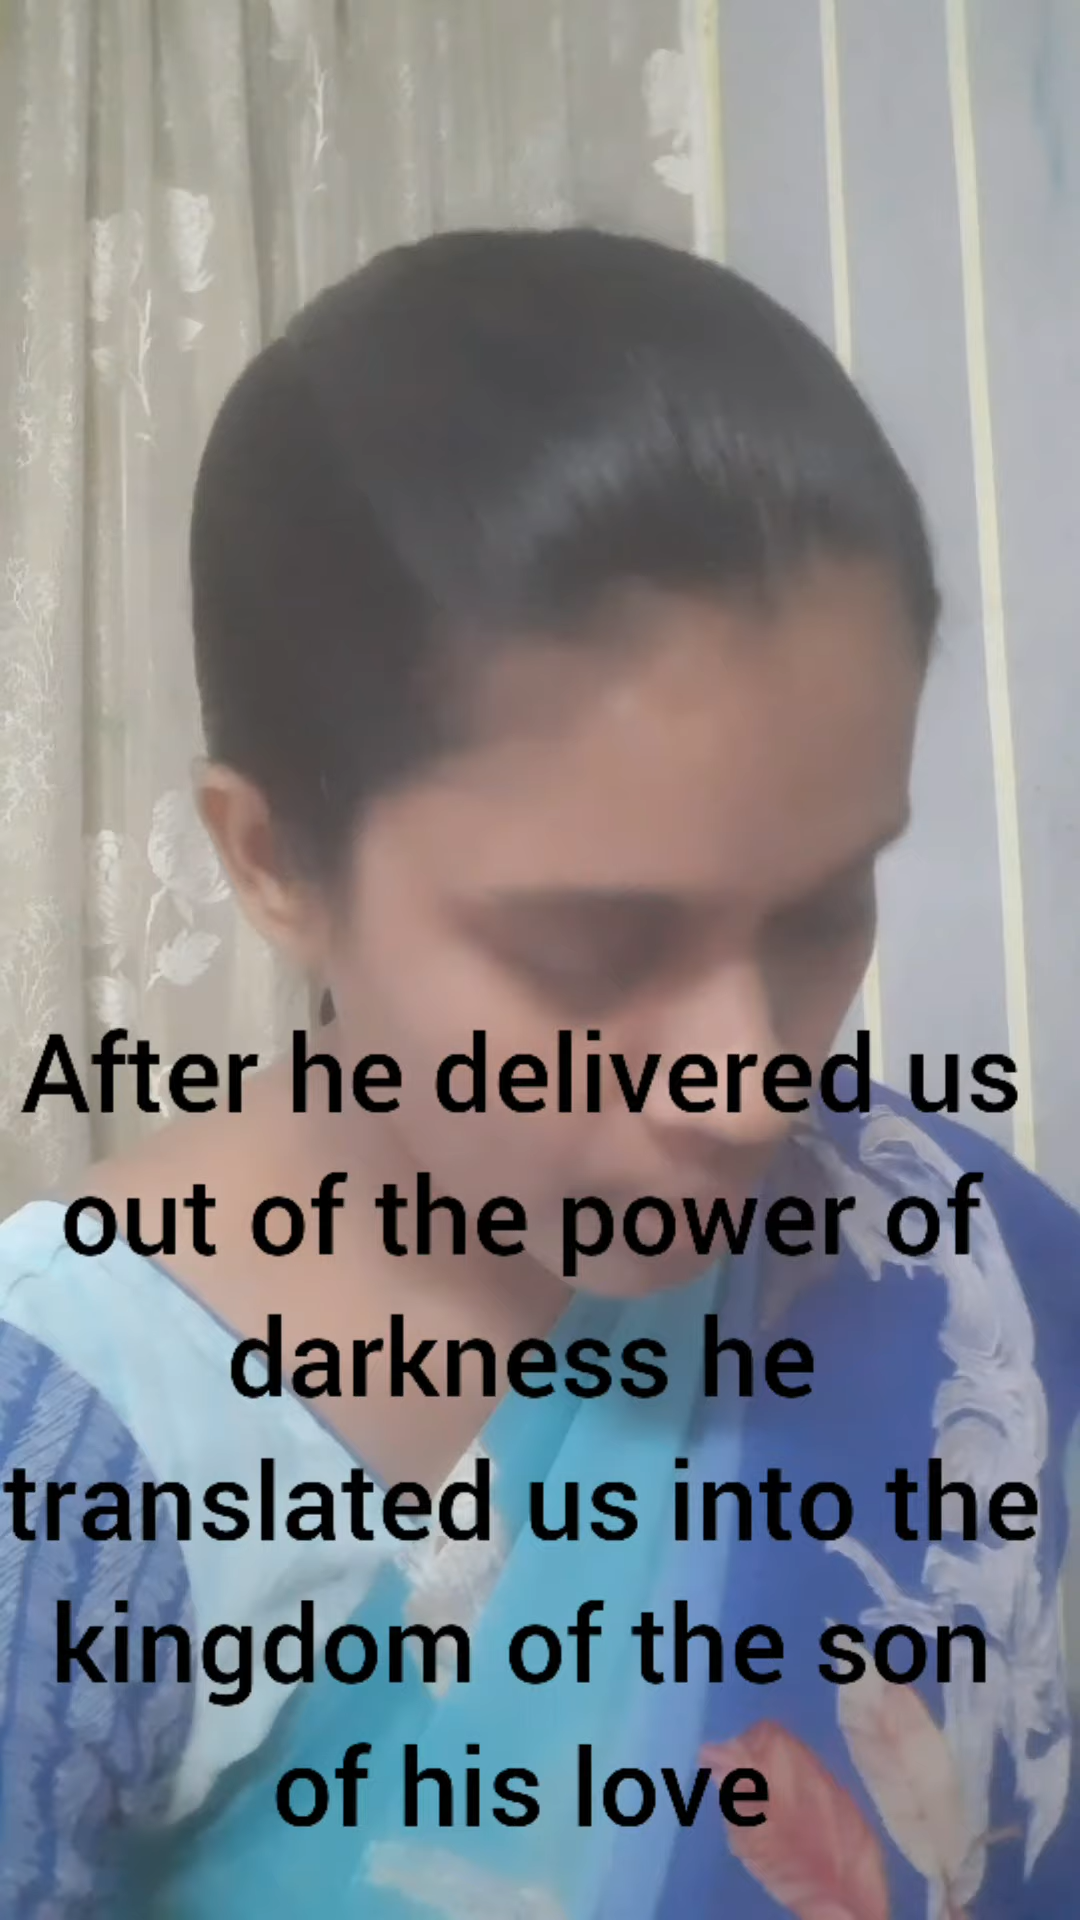 After he delivered us
out of the power of
darkness he
translated us into the
kingdom of the son
of his love